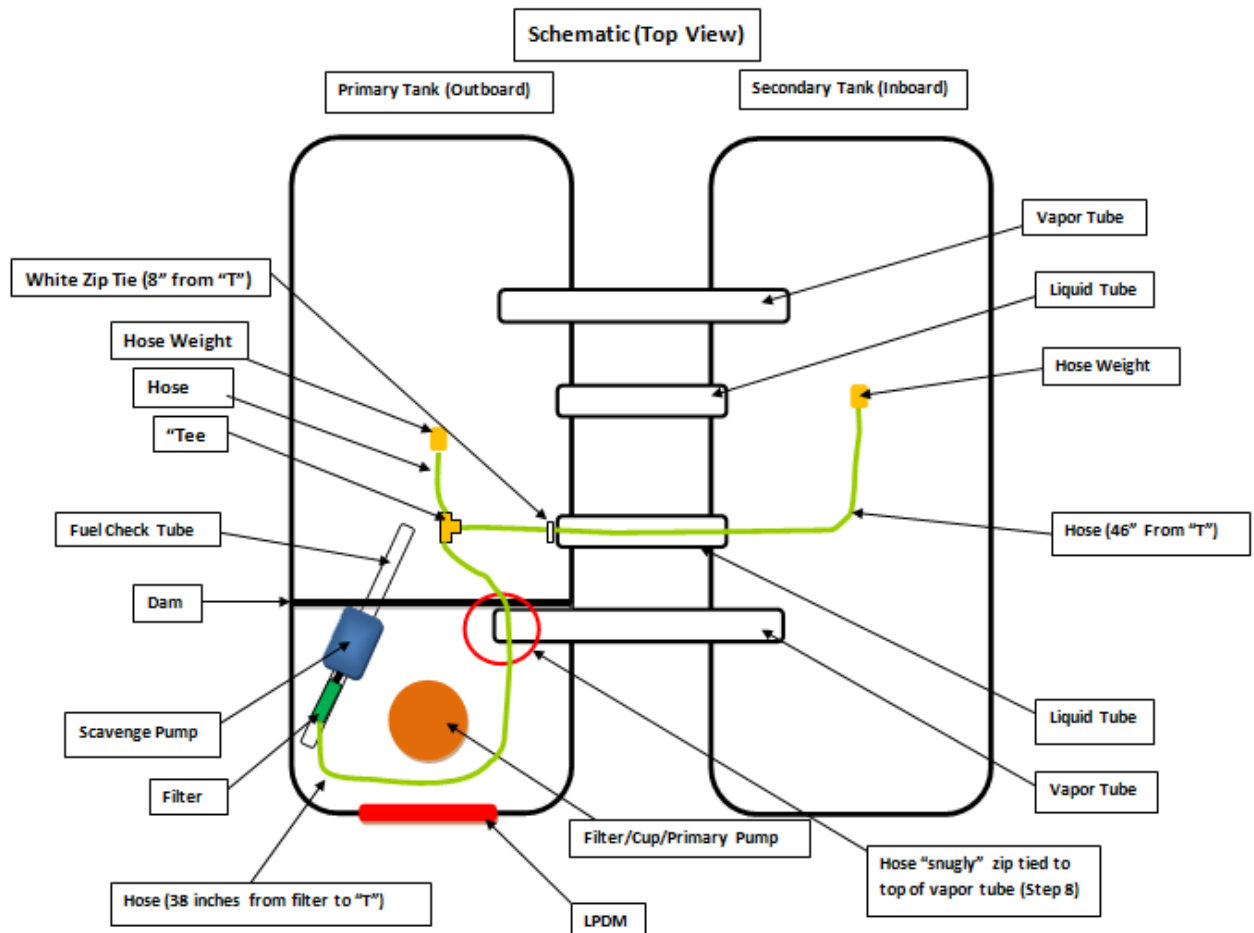 Schematic (Top View)
Primary Tank (Outboard)
Secondary Tank (Inboard)
Vapor Tube
White Zip Tie (8" from "T")
Liquid Tube
Hose Weight
Hose Weight
Hose
"Tee
Fuel Check Tube
Hose (46" From "T")
Dam
Scavenge Pump
Liquid Tube
Filter
Vapor Tube
Filter/Cup/Primary Pump
Hose "snugly" zip tied to
top of vapor tube (Step 8)
Hose (38 inches from filter to "T")
LPDM